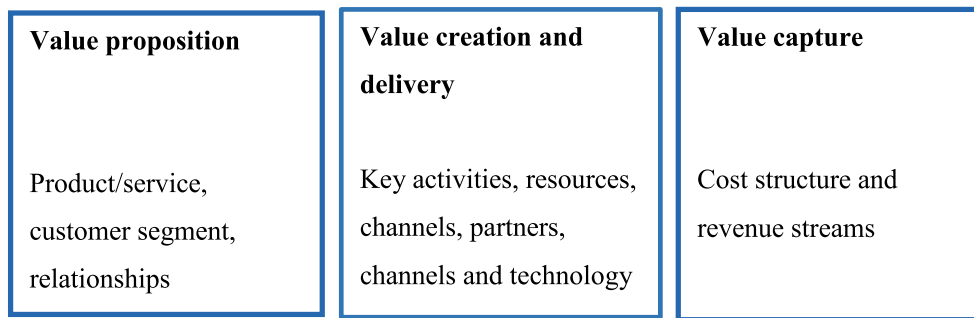 Value proposition
Product/service,
customer segment,
relationships
Value creation and
delivery
Key activities, resources,
channels, partners,
channels and technology
Value capture
Cost structure and
revenue streams